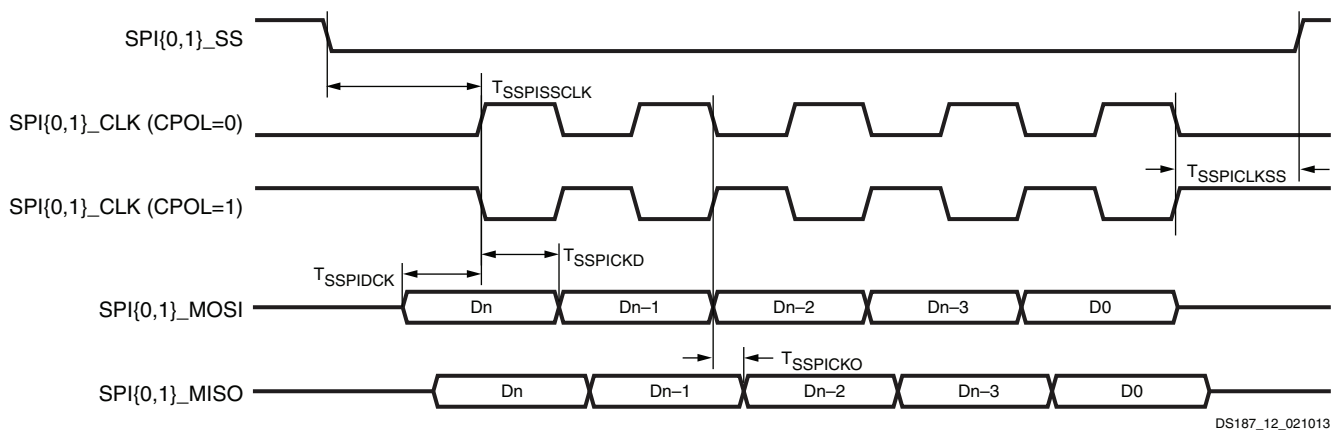 SPI{0,1}_SS
TSSPISSCLK
SPI{0,1}_CLK (CPOL=0)
TSSPICLKSS
SPI{0,1}_CLK (CPOL=1)
TSSPIDCK
TSSPICKD
SPI{0,1}_MOSI
Dn Dn–1 Dn–2 Dn–3 D0
TSSPICKO
SPI{0,1}_MISO
Dn Dn–1 Dn–2 Dn–3 D0
DS187_12_021013